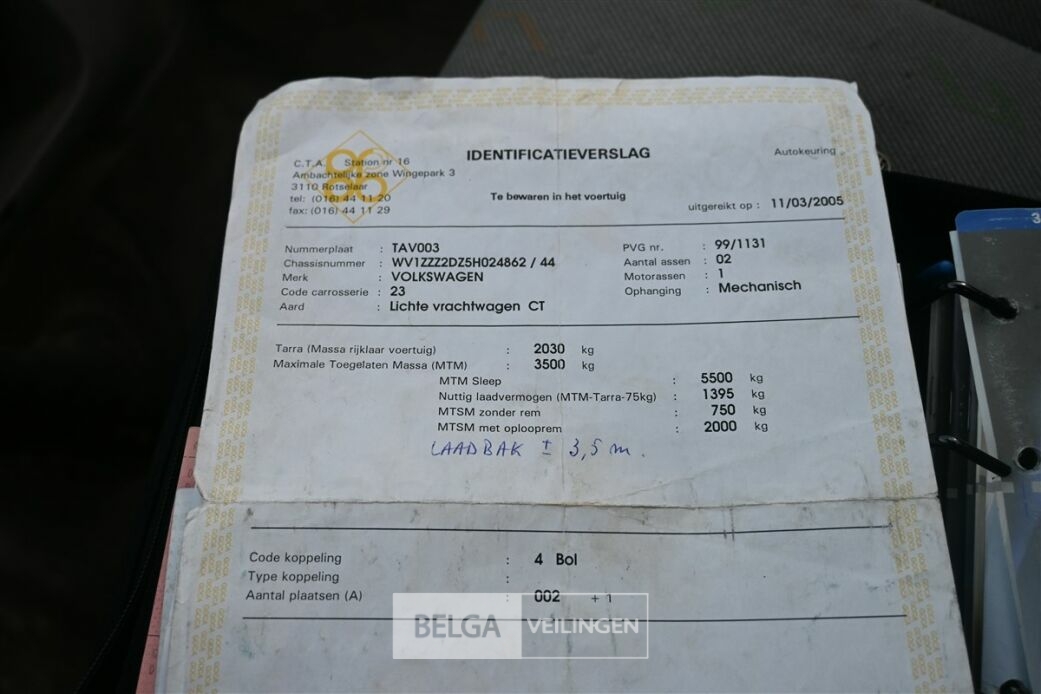 C.T.A. Station nr 16
Ambachtelijke zone Wingepark 3
3110 Rotselaar
tel: (016) 44 11 20
fax: (016) 44 11 29
IDENTIFICATIEVERSLAG
Te bewaren in het voertuig
Autokeuring
uitgereikt op : 11/03/2005
Nummerplaat : TAV003
Chassisnummer : WV1ZZZ2DZ5H024862 / 44
Merk : VOLKSWAGEN
Code carrosserie : 23
Aard : Lichte vrachtwagen CT
PVG nr. : 99/1131
Aantal assen : 02
Motorassen : 1
Ophanging : Mechanisch
Tarra (Massa rijklaar voertuig) : 2030 kg
Maximale Toegelaten Massa (MTM) : 3500 kg
MTM Sleep : 5500 kg
Nuttig laadvermogen (MTM-Tarra-75kg) : 1395 kg
MTSM zonder rem : 750 kg
MTSM met oplooprem : 2000 kg
LAADBAK ± 3,5 m.
Code koppeling : 4 Bol
Type koppeling :
Aantal plaatsen (A) : 002 + 1
BELGA VEILINGEN
3